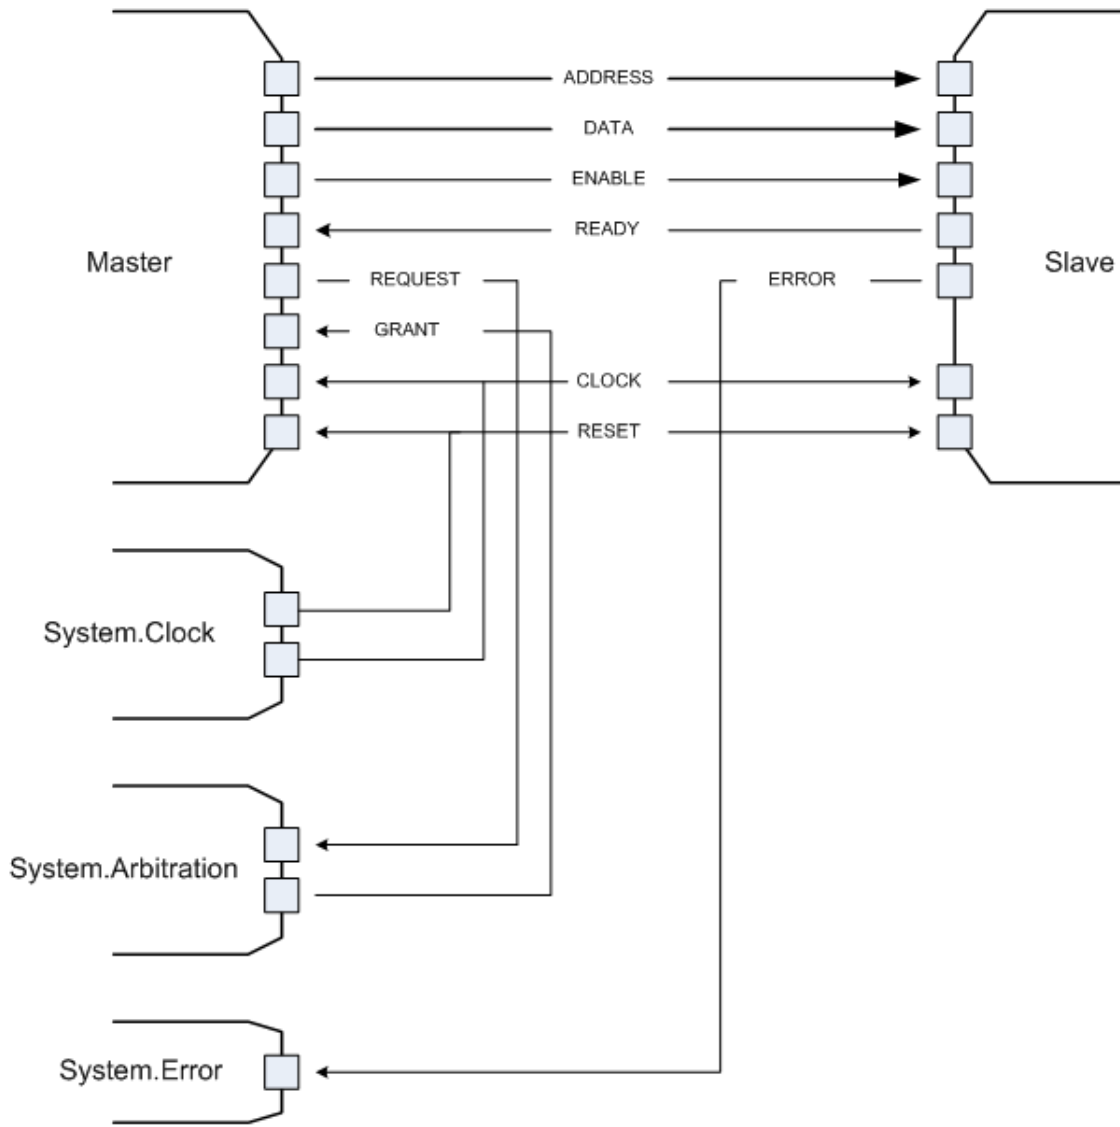 ADDRESS
DATA
ENABLE
READY
Master
Slave
REQUEST
ERROR
GRANT
CLOCK
RESET
System.Clock
System.Arbitration
System.Error